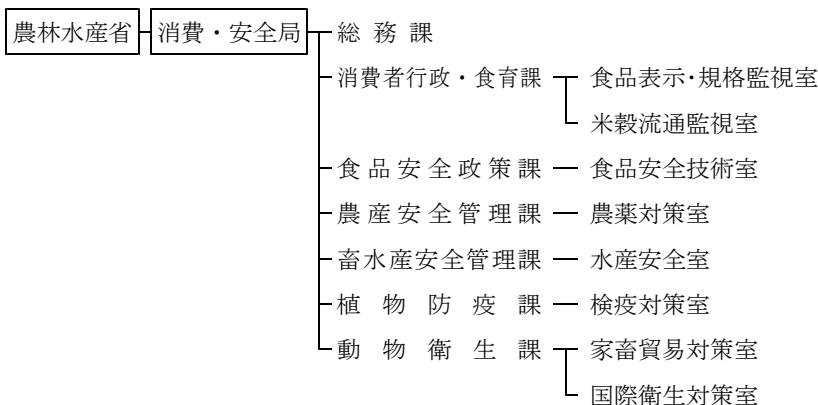 農林水産省 消費・安全局 総務課
消費者行政・食育課 食品表示・規格監視室
米穀流通監視室
食品安全政策課 食品安全技術室
農産安全管理課 農薬対策室
畜水産安全管理課 水産安全室
植物防疫課 検疫対策室
動物衛生課 家畜貿易対策室
国際衛生対策室